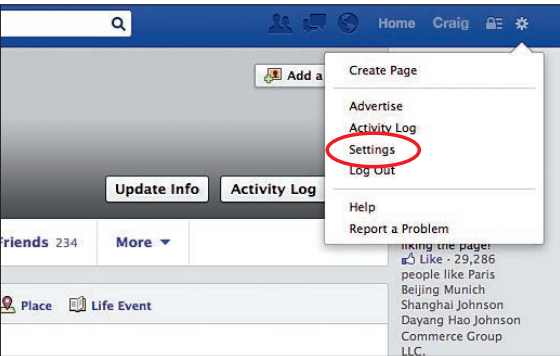 Home Craig
Add a
Create Page
Advertise
Activity Log
Settings
Log Out
Help
Report a Problem
Update Info Activity Log
Friends 234 More
liking the page!
Like · 29,286
people like Paris
Beijing Munich
Shanghai Johnson
Dayang Hao Johnson
Commerce Group
LLC.
Place Life Event